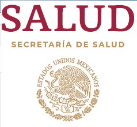 SALUD
SECRETARÍA DE SALUD
ESTADOS UNIDOS MEXICANOS